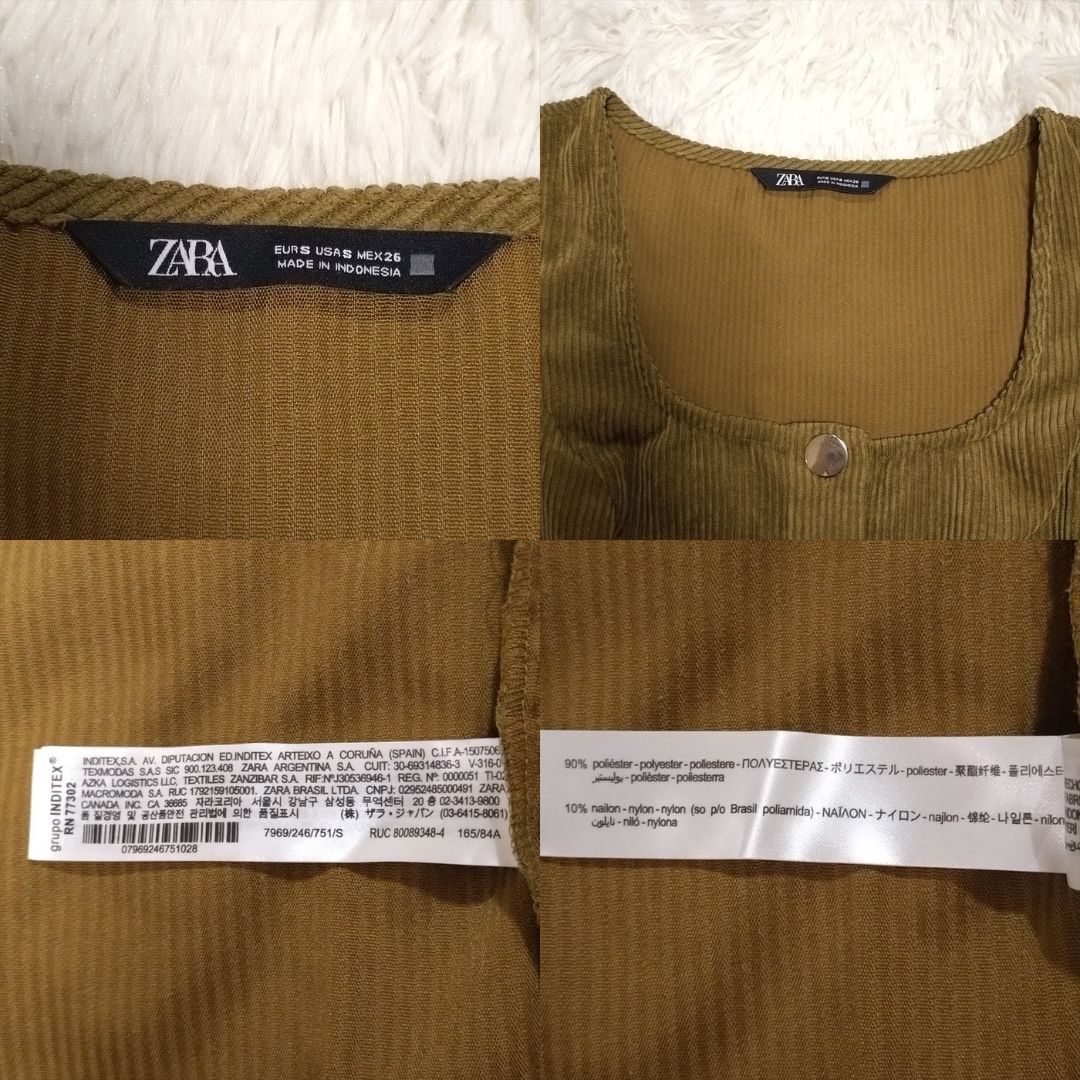 ZARA
EUR S USA S MEX 26
MADE IN INDONESIA
ZARA
EUR S USA S MEX 26
MADE IN INDONESIA
grupo INDITEX®
RN 77302
INDITEX,S.A. AV. DIPUTACION ED.INDITEX ARTEIXO A CORUÑA (SPAIN) C.I.F.A-1507506
TEXMODAS S.A.S SIC 900.123.408 ZARA ARGENTINA S.A. CUIT: 30-69314836-3 V-316-0
AZKA LOGISTICS LLC, TEXTILES ZANZIBAR S.A. RIF:Nº J30536946-1 REG. Nº: 0000051 TI-02
MACROMODA S.A. RUC 1792159105001. ZARA BRASIL LTDA. CNPJ: 02952485000491 ZARA
CANADA INC. CA 36685 자라코리아 서울시 강남구 삼성동 무역센터 20 층 02-3413-9800
품 질경영 및 공산품안전 관리법에 의한 품질표시 (株) ザラ・ジャパン (03-6415-8061)
7969/246/751/S RUC 80089348-4 165/84A
07969246751028
90% poliéster - polyester - poliestere - ΠΟΛΥΕΣΤΕΡΑΣ - ポリエステル - poliester - 聚酯纤维 - 폴리에스테
بوليستير - polièster - poliesterra
10% nailon - nylon - nylon (so p/o Brasil poliamida) - ΝΑΪΛΟΝ - ナイロン - najlon - 锦纶 - 나일론 - nilon
نايلون - niló - nylona